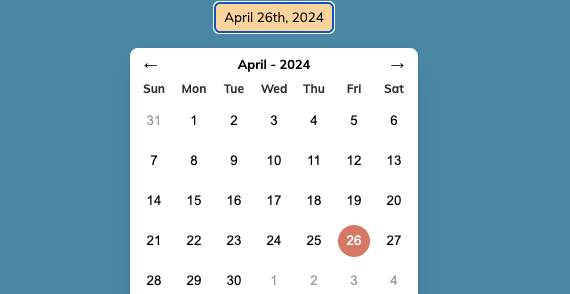 April 26th, 2024
← April - 2024 →
Sun Mon Tue Wed Thu Fri Sat
31 1 2 3 4 5 6
7 8 9 10 11 12 13
14 15 16 17 18 19 20
21 22 23 24 25 26 27
28 29 30 1 2 3 4